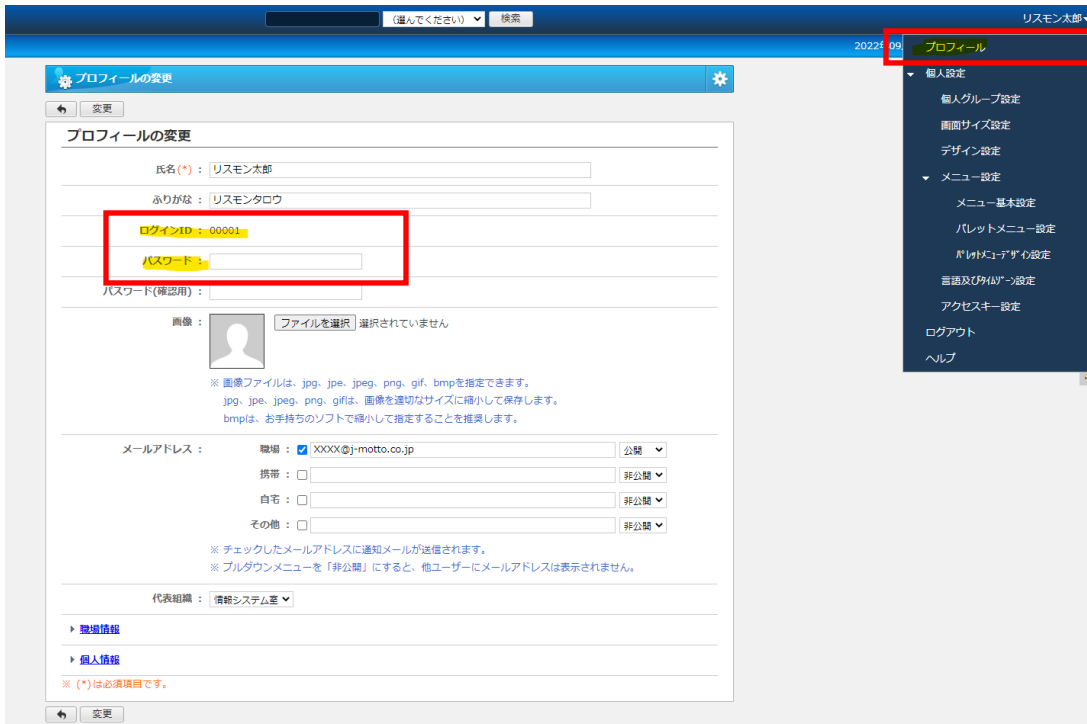 (選んでください) 検索 リスモン太郎
2022年09
プロフィール
個人設定
個人グループ設定
画面サイズ設定
デザイン設定
メニュー設定
メニュー基本設定
パレットメニュー設定
ﾊﾟﾚｯﾄﾒﾆｭｰﾃﾞｻﾞｲﾝ設定
言語及びﾀｲﾑｿﾞｰﾝ設定
アクセスキー設定
ログアウト
ヘルプ
プロフィールの変更
変更
プロフィールの変更
氏名(*) : リスモン太郎
ふりがな : リスモンタロウ
ログインID : 00001
パスワード :
パスワード(確認用) :
画像 : ファイルを選択 選択されていません
※ 画像ファイルは、jpg、jpe、jpeg、png、gif、bmpを指定できます。
jpg、jpe、jpeg、png、gifは、画像を適切なサイズに縮小して保存します。
bmpは、お手持ちのソフトで縮小して指定することを推奨します。
メールアドレス : 職場 : XXXX@j-motto.co.jp 公開
携帯 : 非公開
自宅 : 非公開
その他 : 非公開
※ チェックしたメールアドレスに通知メールが送信されます。
※ プルダウンメニューを「非公開」にすると、他ユーザーにメールアドレスは表示されません。
代表組織 : 情報システム室
職場情報
個人情報
※ (*)は必須項目です。
変更